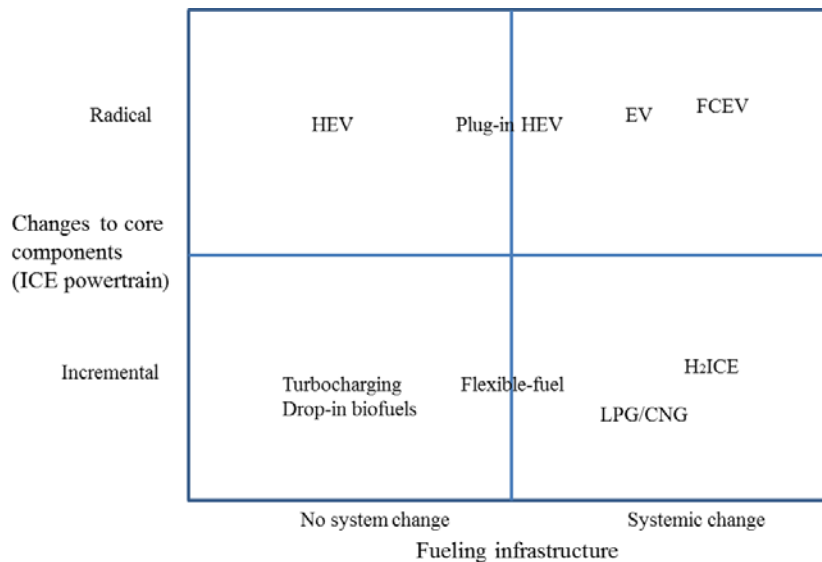 Radical
HEV
Plug-in HEV
EV
FCEV
Changes to core
components
(ICE powertrain)
Incremental
Turbocharging
Drop-in biofuels
Flexible-fuel
H₂ICE
LPG/CNG
No system change
Systemic change
Fueling infrastructure